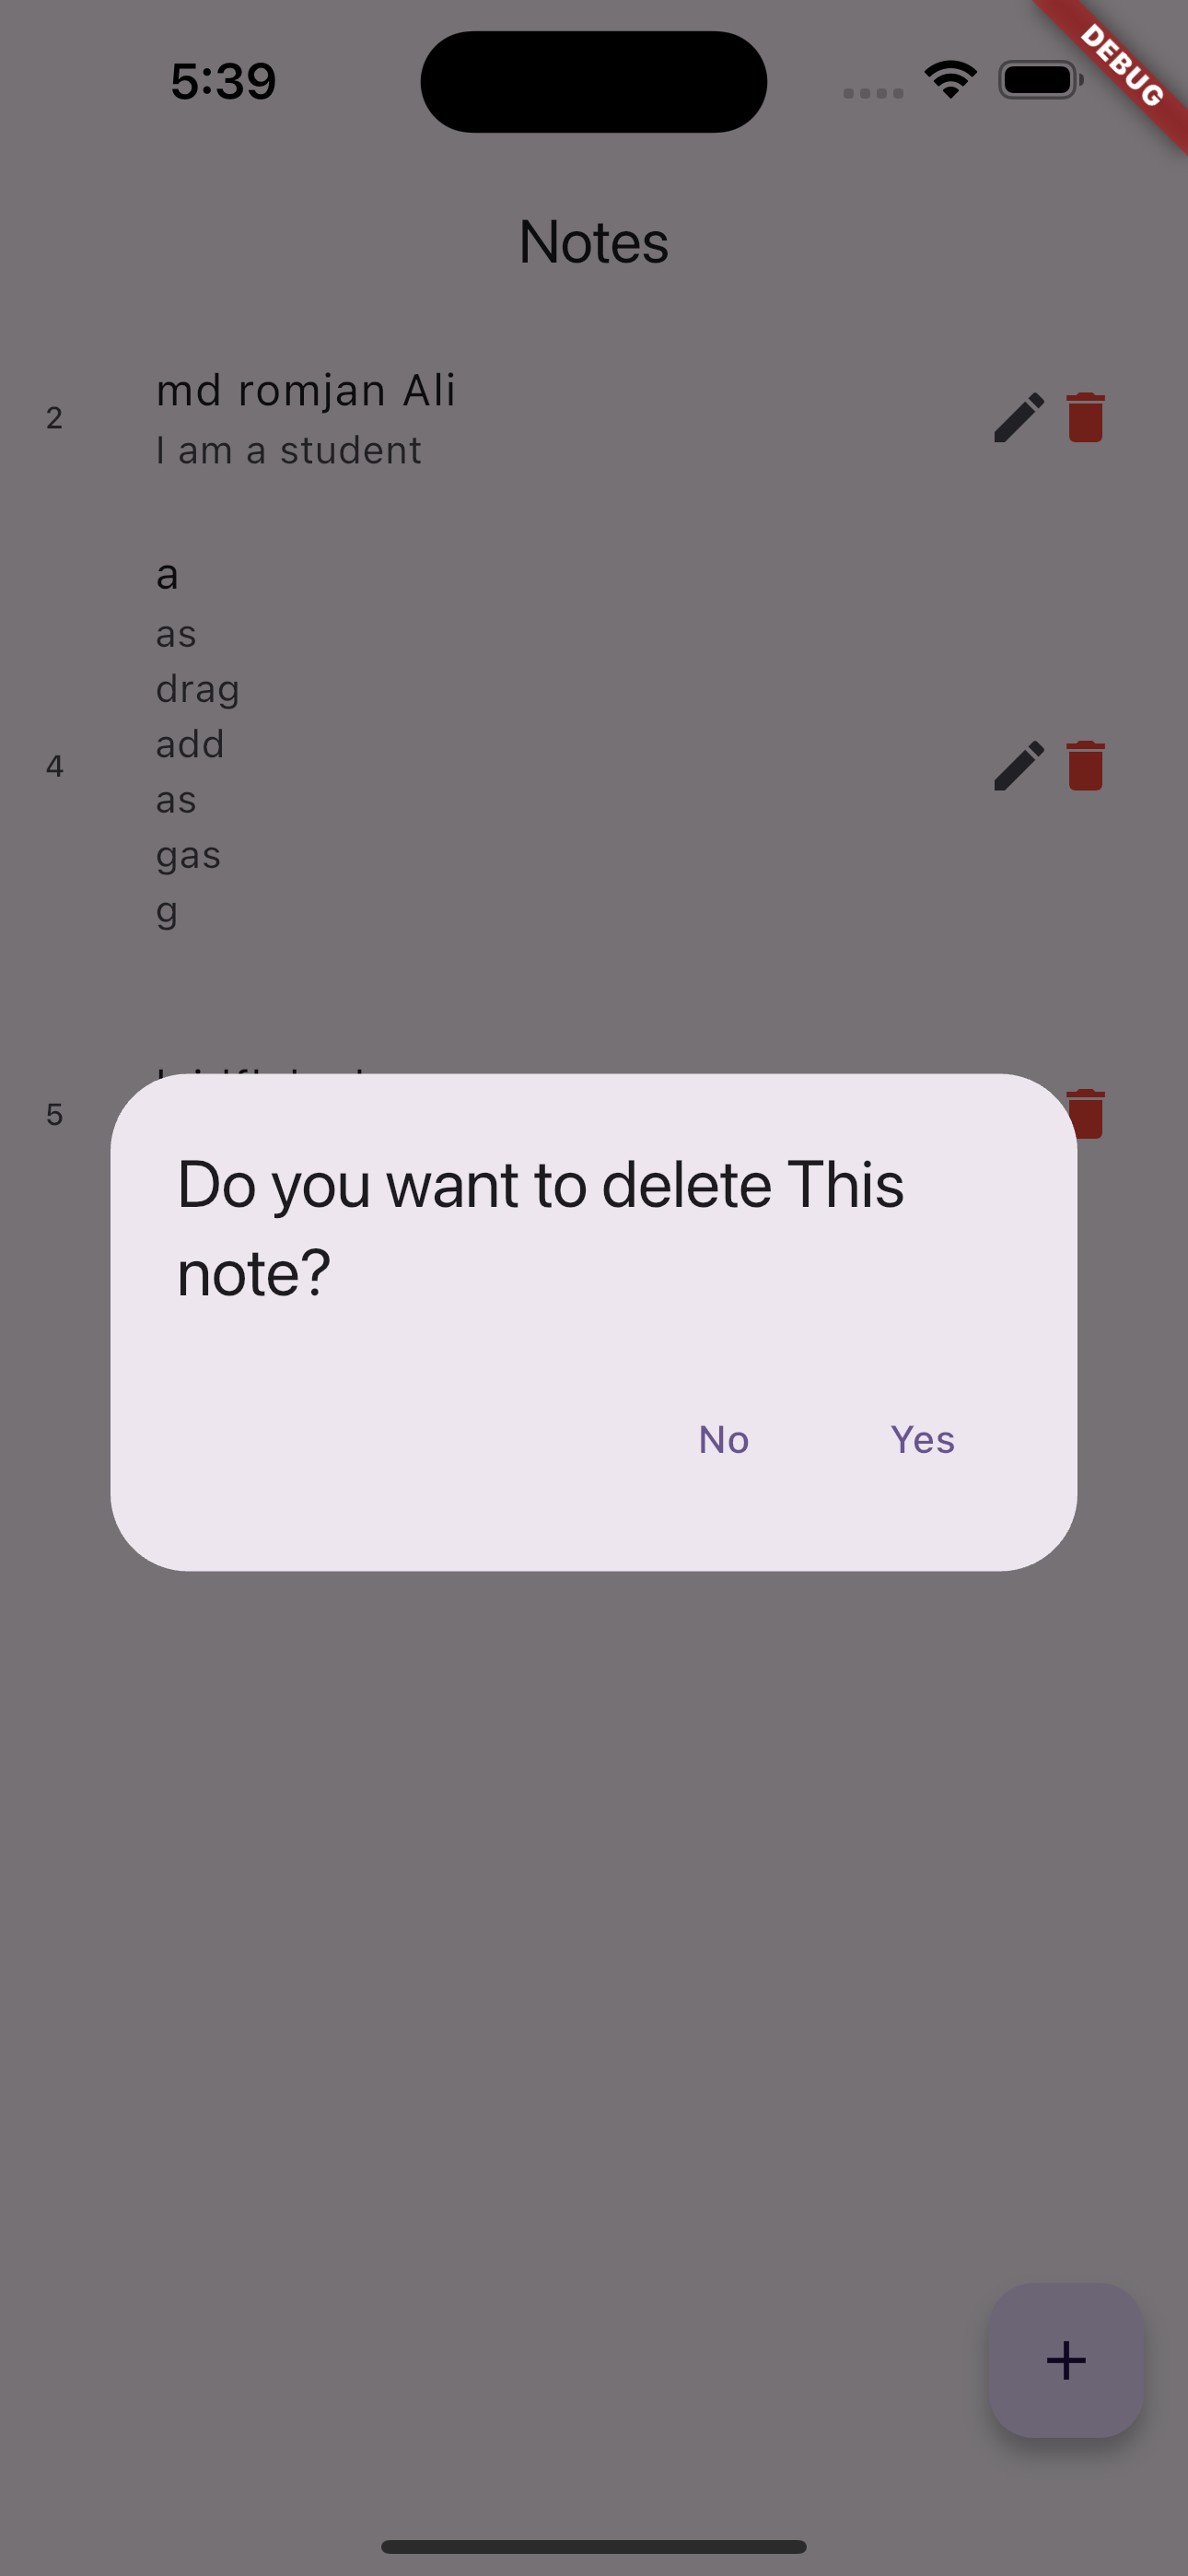 5:39
DEBUG
Notes
2
md romjan Ali
I am a student
4
a
as
drag
add
as
gas
g
5
Do you want to delete This
note?
No
Yes